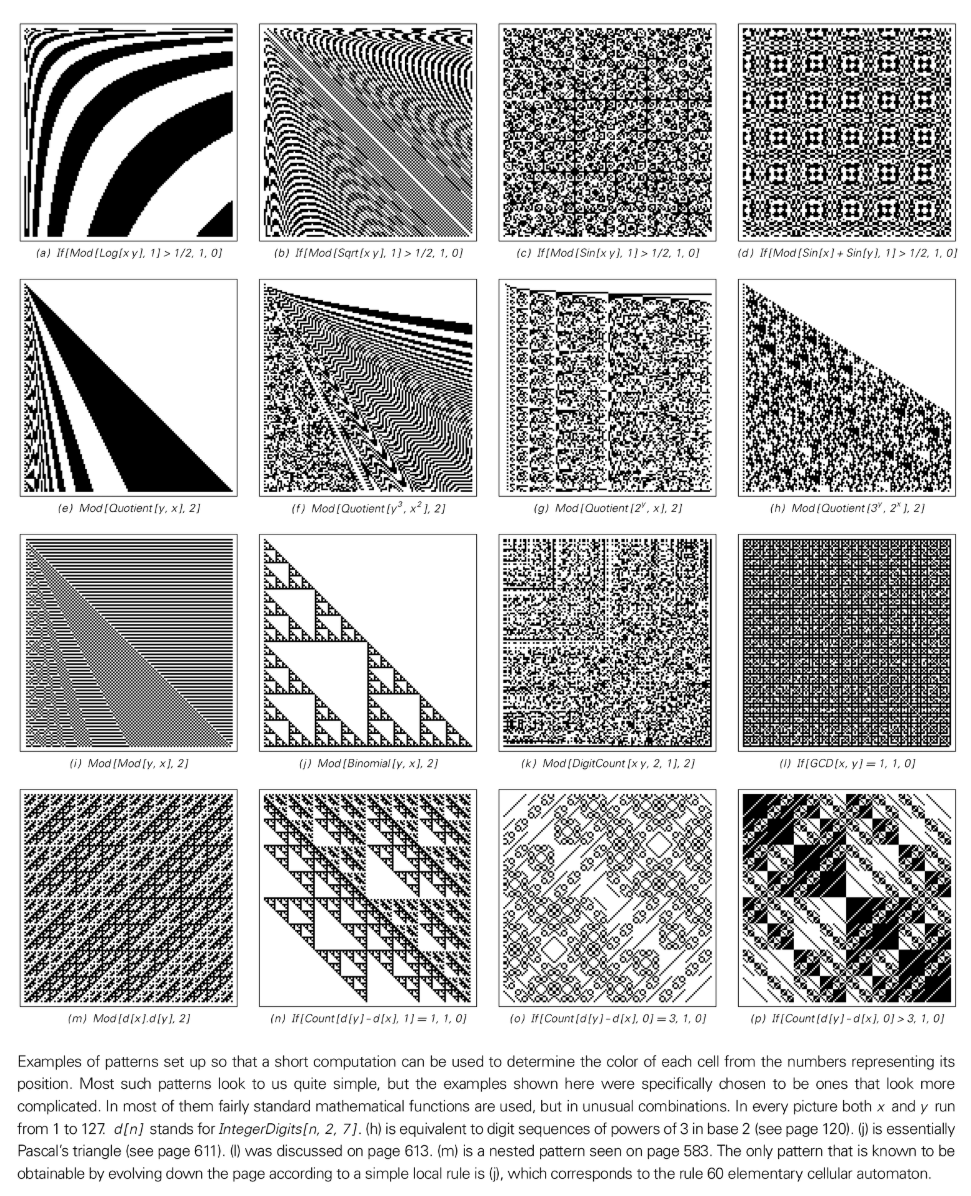 (a) If[Mod[Log[x y], 1] > 1/2, 1, 0]
(b) If[Mod[Sqrt[x y], 1] > 1/2, 1, 0]
(c) If[Mod[Sin[x y], 1] > 1/2, 1, 0]
(d) If[Mod[Sin[x] + Sin[y], 1] > 1/2, 1, 0]
(e) Mod[Quotient[y, x], 2]
(f) Mod[Quotient[y³, x²], 2]
(g) Mod[Quotient[2ʸ, x], 2]
(h) Mod[Quotient[3ʸ, 2ˣ], 2]
(i) Mod[Mod[y, x], 2]
(j) Mod[Binomial[y, x], 2]
(k) Mod[DigitCount[x y, 2, 1], 2]
(l) If[GCD[x, y] = 1, 1, 0]
(m) Mod[d[x].d[y], 2]
(n) If[Count[d[y] – d[x], 1] = 1, 1, 0]
(o) If[Count[d[y] – d[x], 0] = 3, 1, 0]
(p) If[Count[d[y] – d[x], 0] > 3, 1, 0]
Examples of patterns set up so that a short computation can be used to determine the color of each cell from the numbers representing its
position. Most such patterns look to us quite simple, but the examples shown here were specifically chosen to be ones that look more
complicated. In most of them fairly standard mathematical functions are used, but in unusual combinations. In every picture both x and y run
from 1 to 127. d[n] stands for IntegerDigits[n, 2, 7]. (h) is equivalent to digit sequences of powers of 3 in base 2 (see page 120). (j) is essentially
Pascal's triangle (see page 611). (l) was discussed on page 613. (m) is a nested pattern seen on page 583. The only pattern that is known to be
obtainable by evolving down the page according to a simple local rule is (j), which corresponds to the rule 60 elementary cellular automaton.